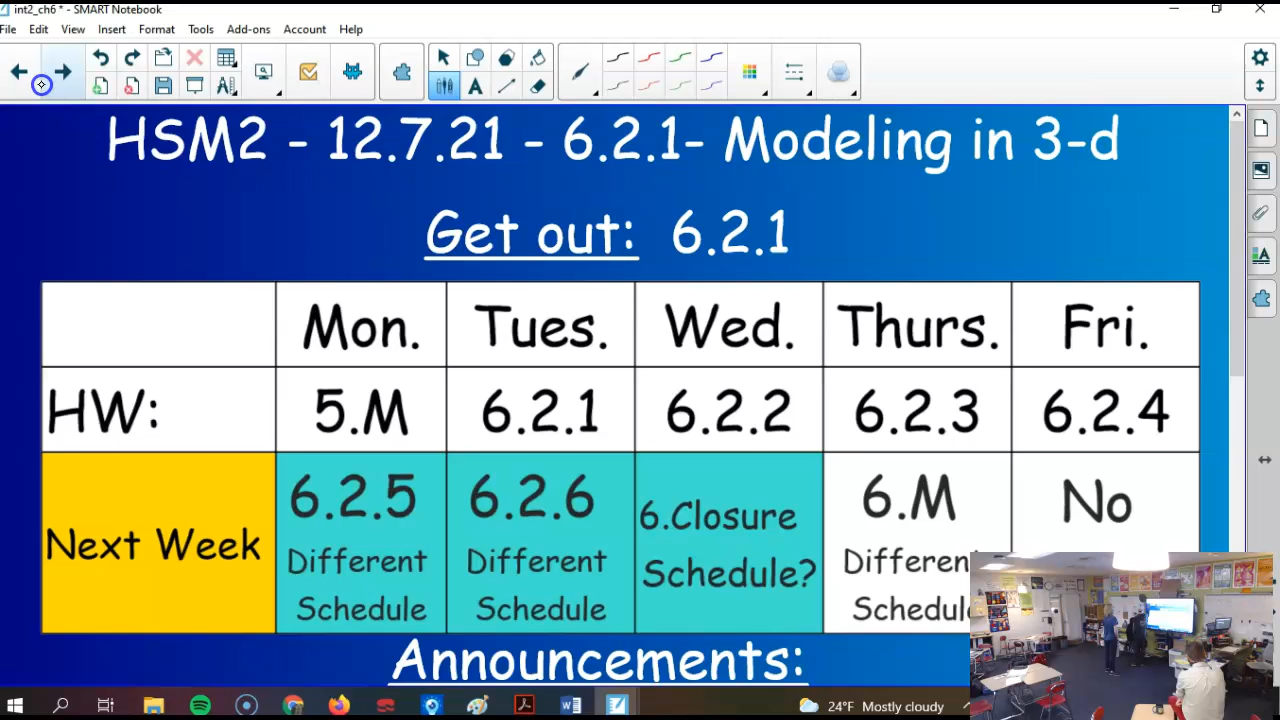 int2_ch6 * - SMART Notebook
File Edit View Insert Format Tools Add-ons Account Help
HSM2 - 12.7.21 - 6.2.1- Modeling in 3-d
Get out: 6.2.1
Mon. Tues. Wed. Thurs. Fri.
HW: 5.M 6.2.1 6.2.2 6.2.3 6.2.4
Next Week 6.2.5 6.2.6 6.Closure 6.M No
Different Different Schedule? Differen
Schedule Schedule Schedu
Announcements:
24°F Mostly cloudy